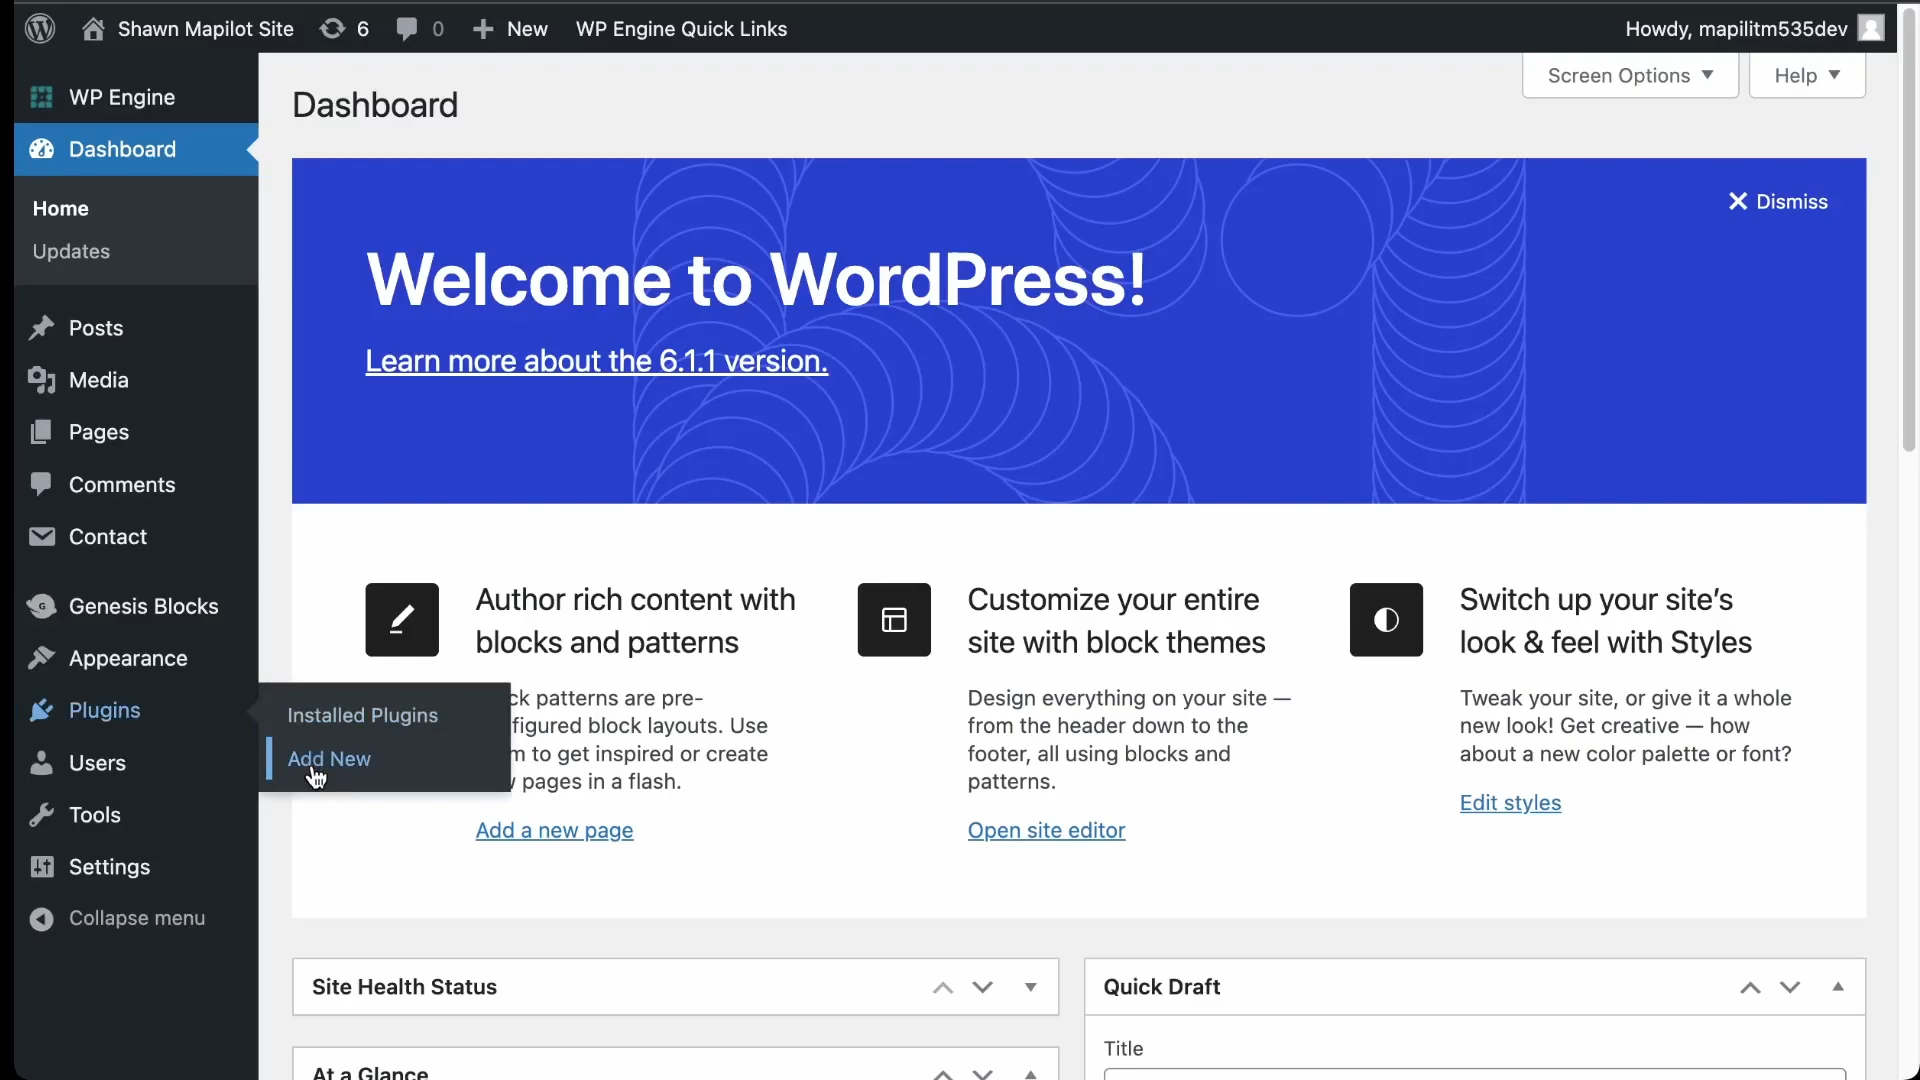 Shawn Mapilot Site 6 0 New WP Engine Quick Links Howdy, mapilitm535dev
WP Engine
Dashboard
Home
Updates
Posts
Media
Pages
Comments
Contact
Genesis Blocks
Appearance
Plugins
Users
Tools
Settings
Collapse menu
Installed Plugins
Add New
Screen Options ▼ Help ▼
Dashboard
Dismiss
Welcome to WordPress!
Learn more about the 6.1.1 version.
Author rich content with
blocks and patterns
ck patterns are pre-
figured block layouts. Use
m to get inspired or create
pages in a flash.
Add a new page
Customize your entire
site with block themes
Design everything on your site —
from the header down to the
footer, all using blocks and
patterns.
Open site editor
Switch up your site's
look & feel with Styles
Tweak your site, or give it a whole
new look! Get creative — how
about a new color palette or font?
Edit styles
Site Health Status
At a Glance
Quick Draft
Title